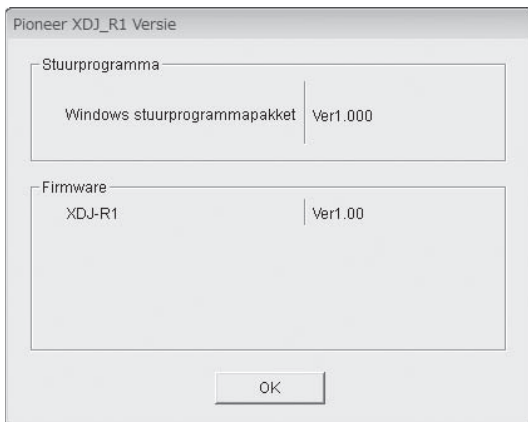 Pioneer XDJ_R1 Versie
Stuurprogramma
Windows stuurprogrammapakket Ver1.000
Firmware
XDJ-R1 Ver1.00
OK